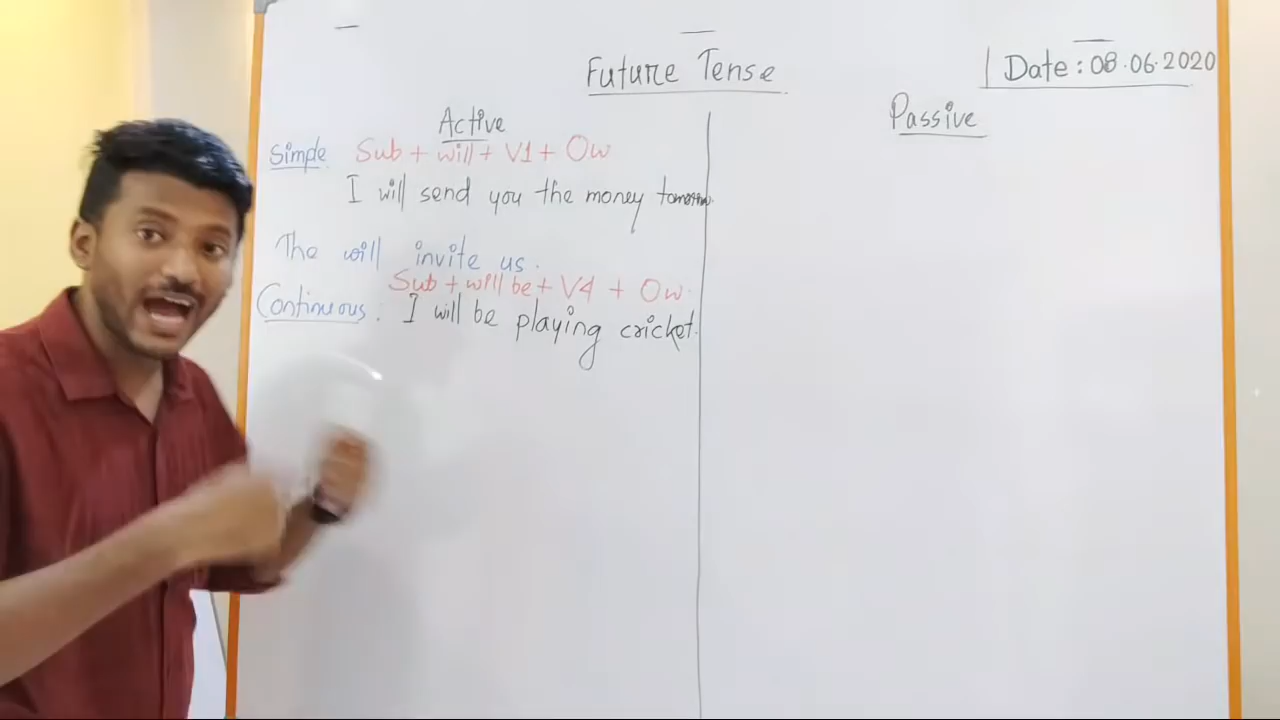 Future Tense
Date : 08.06.2020
Active
Passive
Simple Sub + will + V1 + Ow
I will send you the money tomorrow.
The will invite us.
Sub + will be + V4 + Ow.
Continuous : I will be playing cricket.